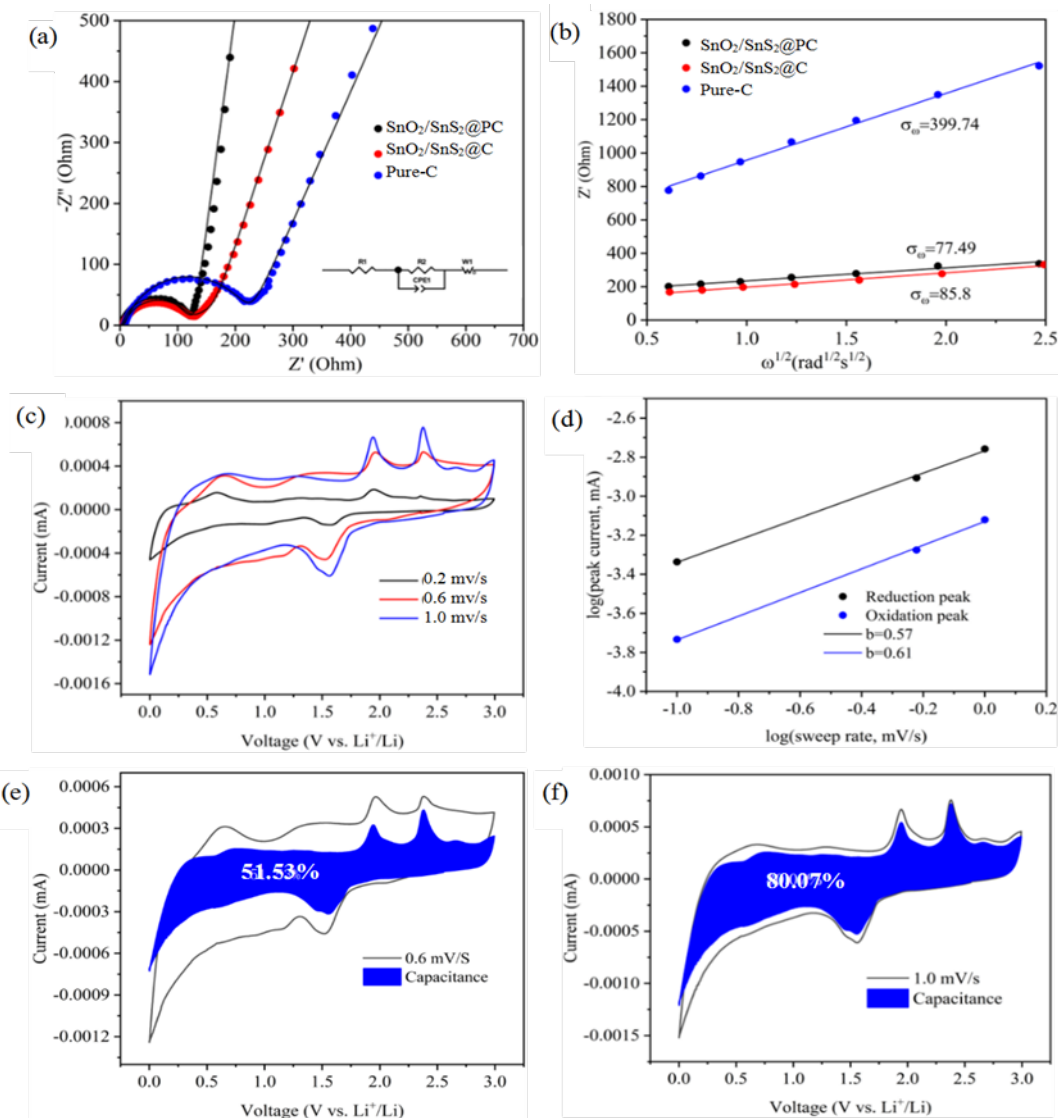 (a)
500
400
300
200
100
0
-Z'' (Ohm)
SnO₂/SnS₂@PC
SnO₂/SnS₂@C
Pure-C
R1
R2
W1
CPE1
0 100 200 300 400 500 600 700
Z' (Ohm)
(b)
1800
1600
1400
1200
1000
800
600
400
200
0
Z' (Ohm)
SnO₂/SnS₂@PC
SnO₂/SnS₂@C
Pure-C
σω=399.74
σω=77.49
σω=85.8
0.5 1.0 1.5 2.0 2.5
ω^1/2(rad^1/2s^1/2)
(c)
0.0008
0.0004
0.0000
-0.0004
-0.0008
-0.0012
-0.0016
Current (mA)
0.2 mv/s
0.6 mv/s
1.0 mv/s
0.0 0.5 1.0 1.5 2.0 2.5 3.0
Voltage (V vs. Li⁺/Li)
(d)
-2.6
-2.8
-3.0
-3.2
-3.4
-3.6
-3.8
-4.0
log(peak current, mA)
Reduction peak
Oxidation peak
b=0.57
b=0.61
-1.0 -0.8 -0.6 -0.4 -0.2 0.0 0.2
log(sweep rate, mV/s)
(e)
0.0006
0.0003
0.0000
-0.0003
-0.0006
-0.0009
-0.0012
Current (mA)
51.53%
0.6 mV/S
Capacitance
0.0 0.5 1.0 1.5 2.0 2.5 3.0
Voltage (V vs. Li⁺/Li)
(f)
0.0010
0.0005
0.0000
-0.0005
-0.0010
-0.0015
Current (mA)
80.07%
1.0 mV/s
Capacitance
0.0 0.5 1.0 1.5 2.0 2.5 3.0
Voltage (V vs. Li⁺/Li)